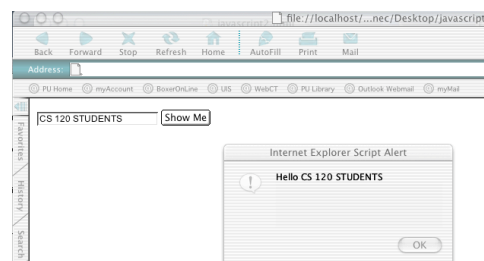 file://localhost/...nec/Desktop/javascript
Back Forward Stop Refresh Home AutoFill Print Mail
Address:
PU Home myAccount BoxerOnLine UIS WebCT PU Library Outlook Webmail myMail
CS 120 STUDENTS Show Me
Favorites
History
Search
Internet Explorer Script Alert
Hello CS 120 STUDENTS
OK